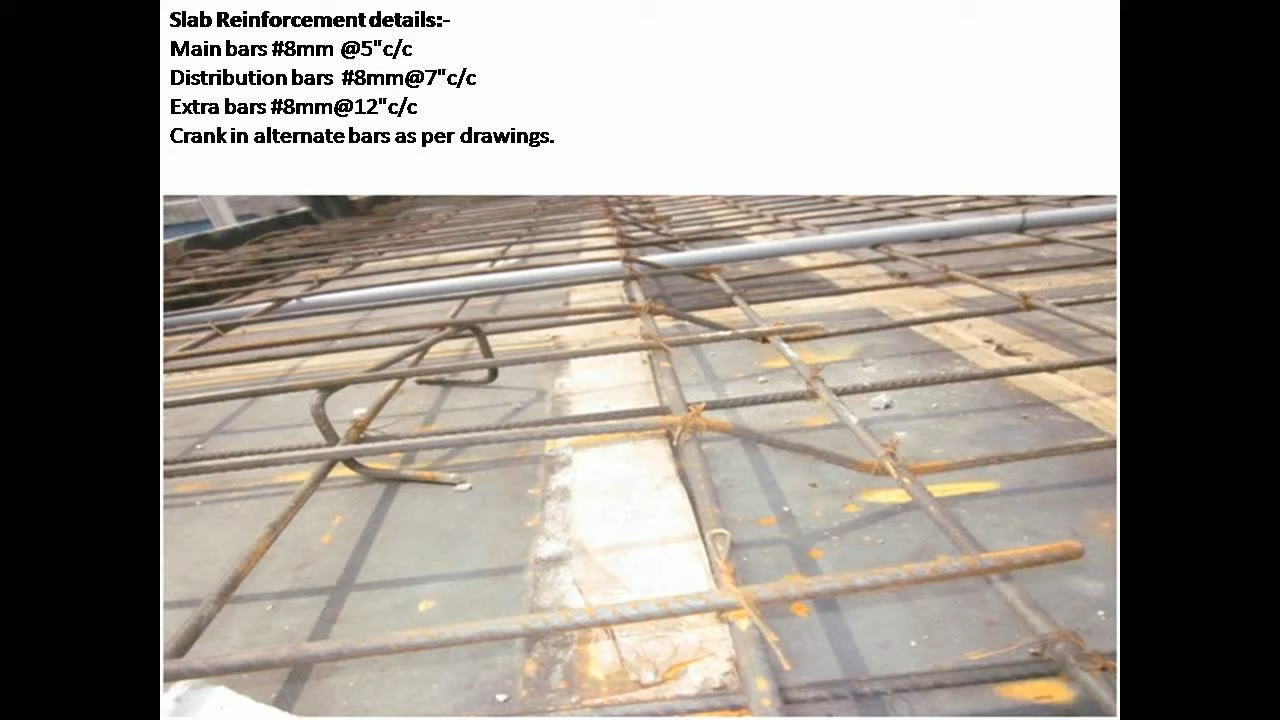 Slab Reinforcement details:-
Main bars #8mm @5"c/c
Distribution bars #8mm@7"c/c
Extra bars #8mm@12"c/c
Crank in alternate bars as per drawings.